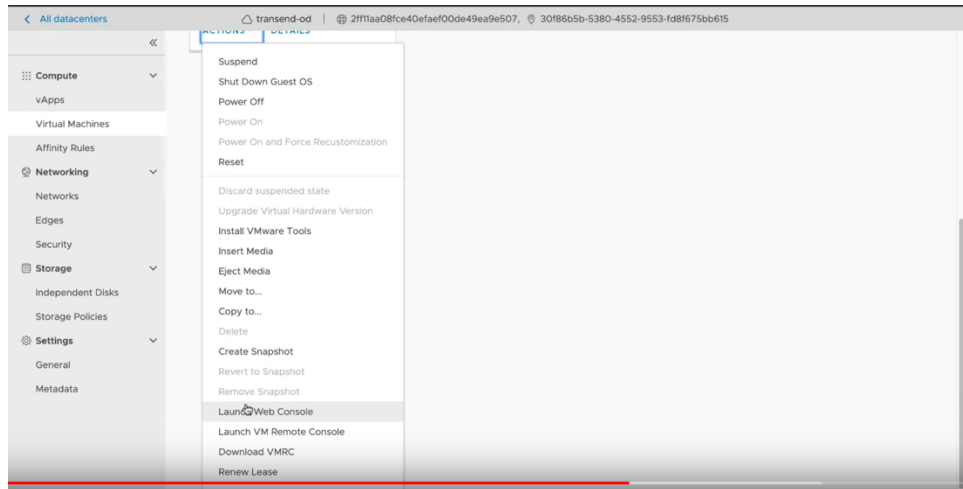 All datacenters
transend-od | 2ff11aa08fce40efaef00de49ea9e507, 30f86b5b-5380-4552-9553-fd8f675bb615
ACTIONS DETAILS
Compute
vApps
Virtual Machines
Affinity Rules
Networking
Networks
Edges
Security
Storage
Independent Disks
Storage Policies
Settings
General
Metadata
Suspend
Shut Down Guest OS
Power Off
Power On
Power On and Force Recustomization
Reset
Discard suspended state
Upgrade Virtual Hardware Version
Install VMware Tools
Insert Media
Eject Media
Move to...
Copy to...
Delete
Create Snapshot
Revert to Snapshot
Remove Snapshot
Launch Web Console
Launch VM Remote Console
Download VMRC
Renew Lease